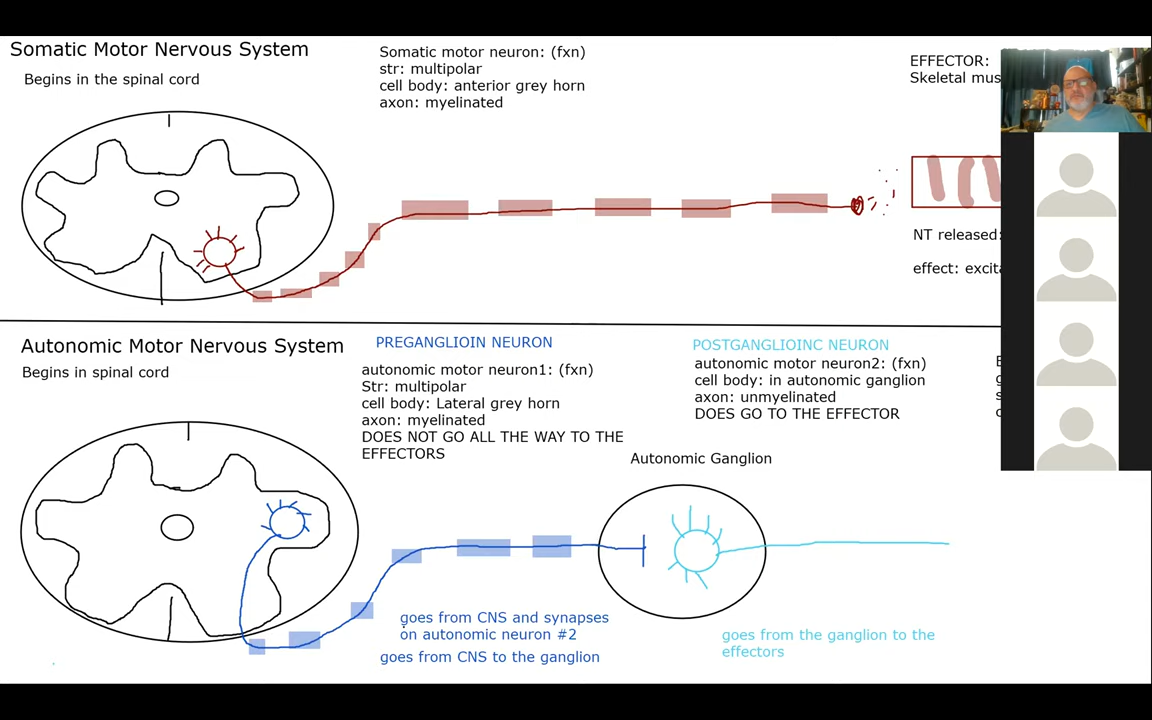 Somatic Motor Nervous System
Begins in the spinal cord
Somatic motor neuron: (fxn)
str: multipolar
cell body: anterior grey horn
axon: myelinated
EFFECTOR:
Skeletal mus
NT released:
effect: excita
Autonomic Motor Nervous System
Begins in spinal cord
PREGANGLIOIN NEURON
autonomic motor neuron1: (fxn)
Str: multipolar
cell body: Lateral grey horn
axon: myelinated
DOES NOT GO ALL THE WAY TO THE
EFFECTORS
POSTGANGLIOINC NEURON
autonomic motor neuron2: (fxn)
cell body: in autonomic ganglion
axon: unmyelinated
DOES GO TO THE EFFECTOR
Autonomic Ganglion
goes from CNS and synapses
on autonomic neuron #2
goes from CNS to the ganglion
goes from the ganglion to the
effectors